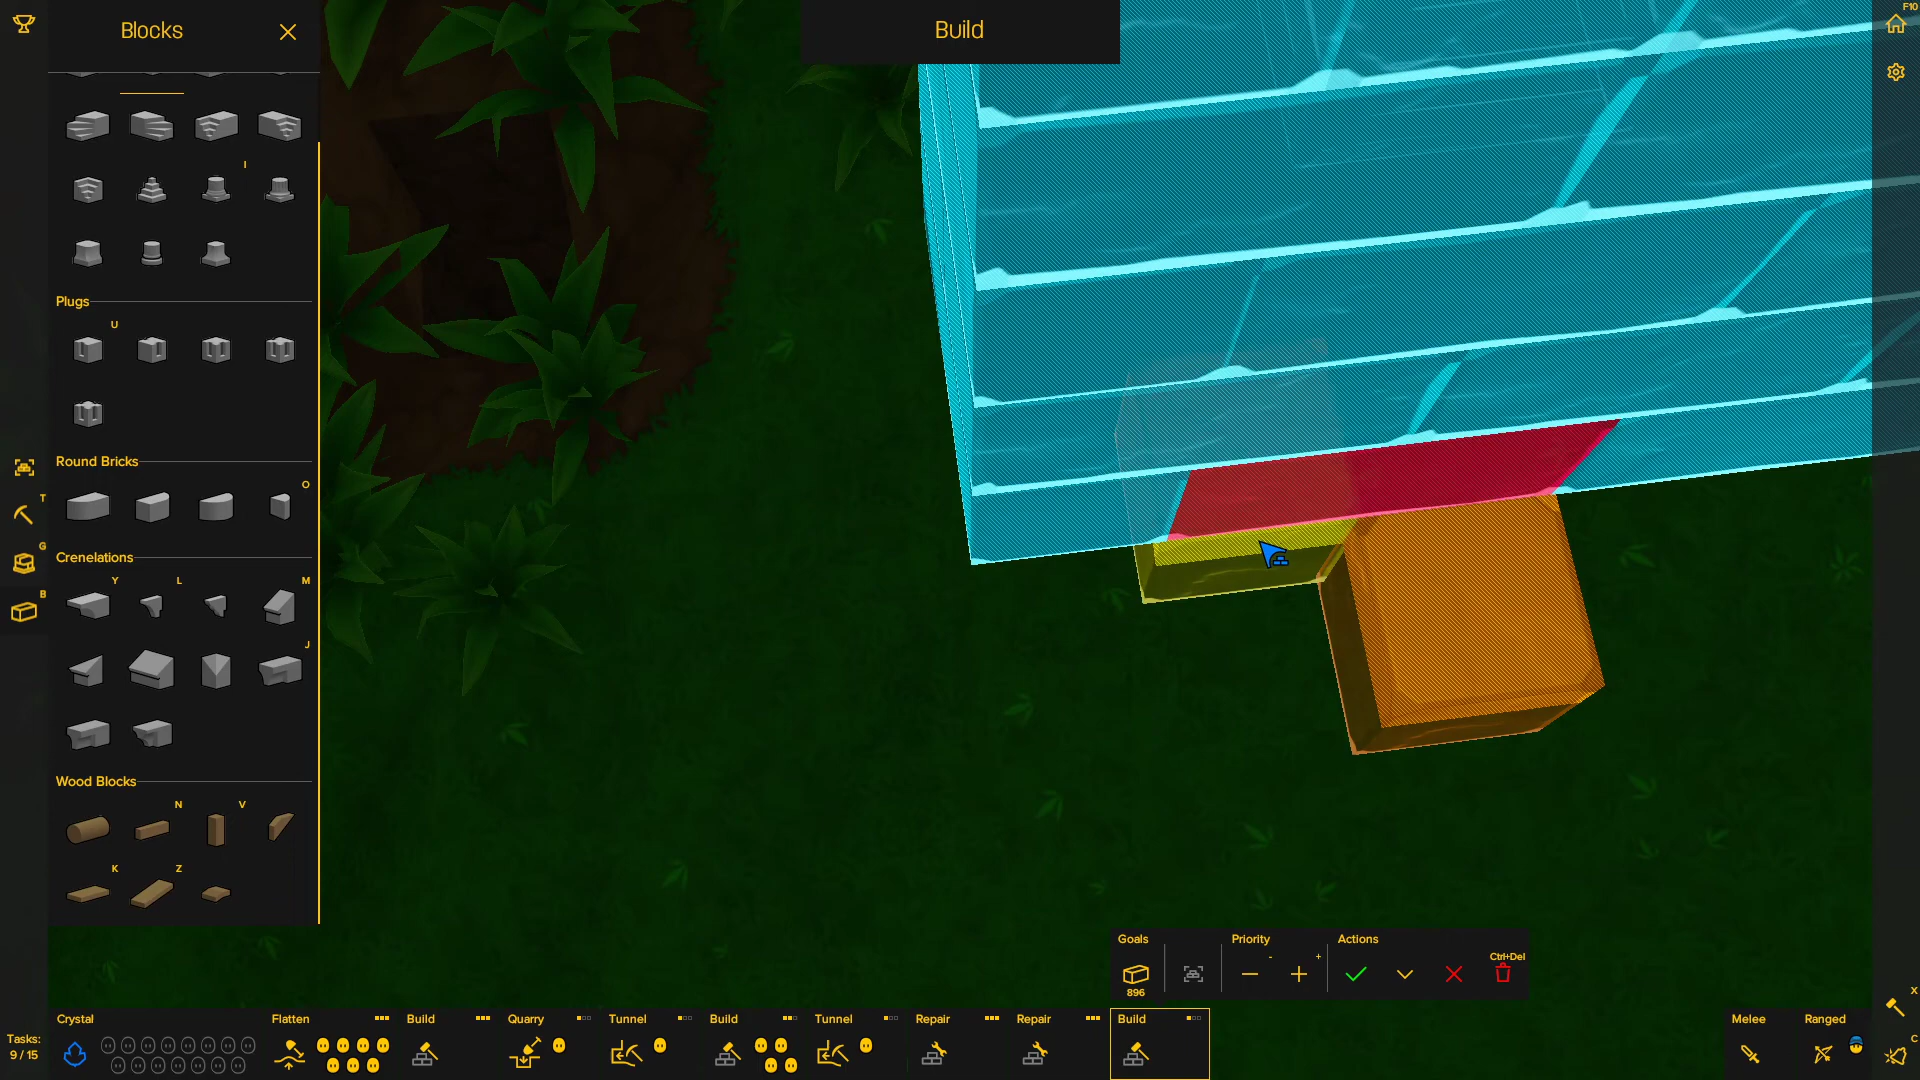 Blocks
Build
F10
I
Plugs
U
Round Bricks
O
T
G
B
Crenelations
Y
L
M
J
Wood Blocks
N
V
K
Z
Goals
Priority
Actions
- + Ctrl+Del
896
X
C
Tasks:
9 / 15
Crystal
Flatten
Build
Quarry
Tunnel
Build
Tunnel
Repair
Repair
Build
Melee
Ranged